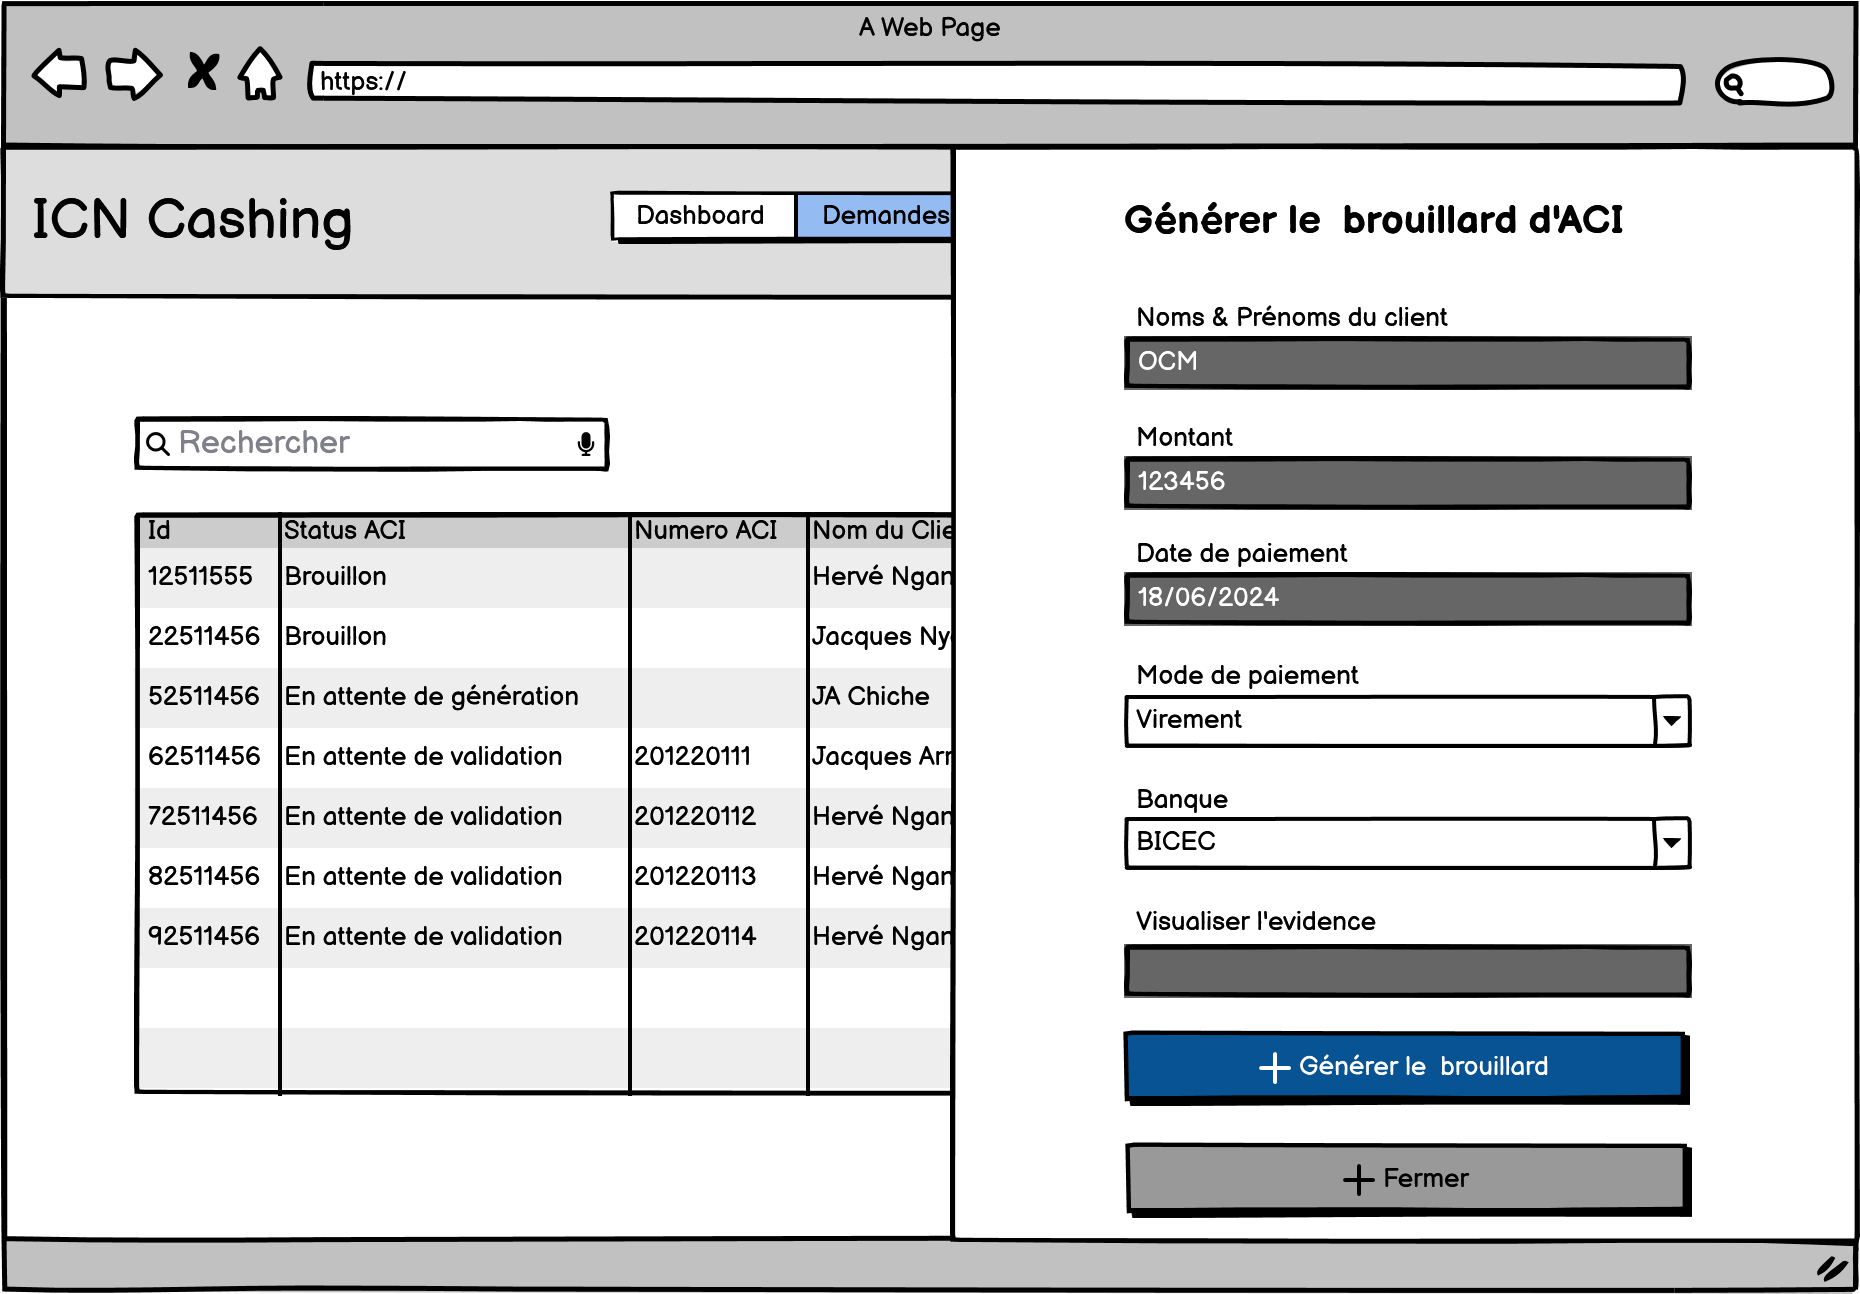 A Web Page
https://
ICN Cashing
Dashboard
Demandes
Rechercher
Id Status ACI Numero ACI Nom du Clie
12511555 Brouillon Hervé Ngan
22511456 Brouillon Jacques Ny
52511456 En attente de génération JA Chiche
62511456 En attente de validation 201220111 Jacques Arr
72511456 En attente de validation 201220112 Hervé Ngan
82511456 En attente de validation 201220113 Hervé Ngan
92511456 En attente de validation 201220114 Hervé Ngan
Générer le brouillard d'ACI
Noms & Prénoms du client
OCM
Montant
123456
Date de paiement
18/06/2024
Mode de paiement
Virement
Banque
BICEC
Visualiser l'evidence
Générer le brouillard
Fermer